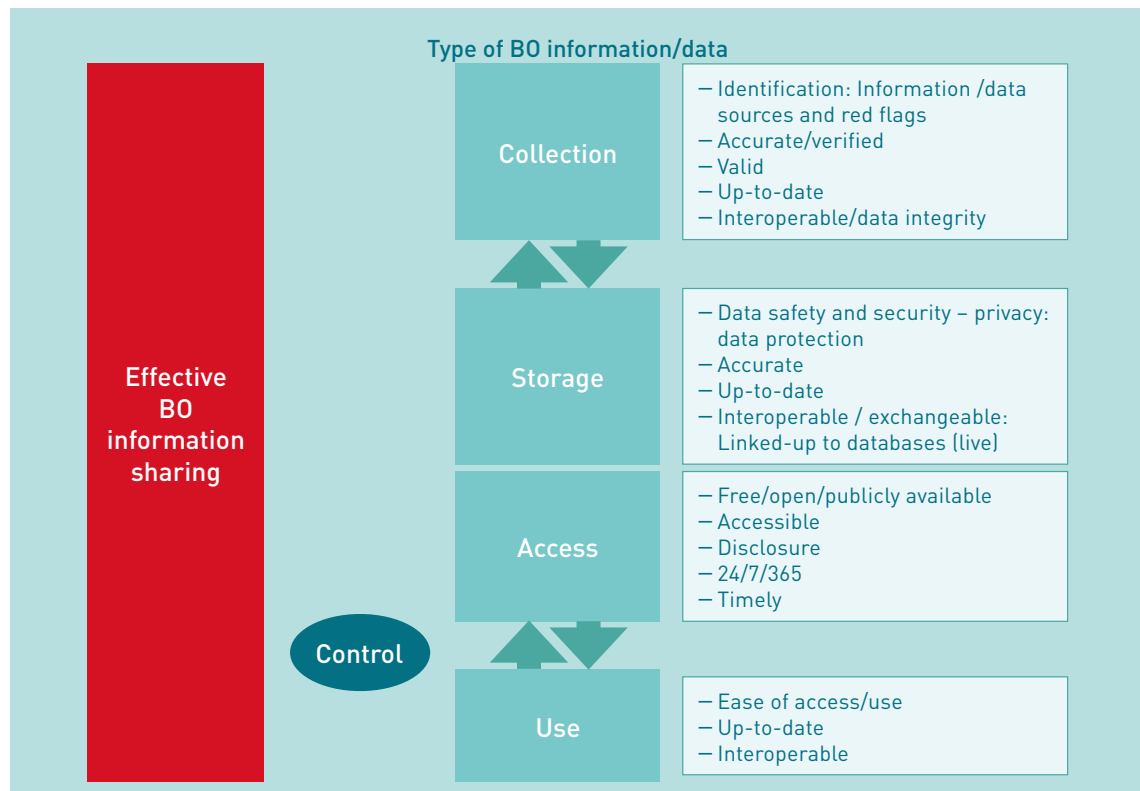 Type of BO information/data
Effective
BO
information
sharing
Collection
— Identification: Information /data
sources and red flags
— Accurate/verified
— Valid
— Up-to-date
— Interoperable/data integrity
Storage
— Data safety and security – privacy:
data protection
— Accurate
— Up-to-date
— Interoperable / exchangeable:
Linked-up to databases (live)
Access
— Free/open/publicly available
— Accessible
— Disclosure
— 24/7/365
— Timely
Control
Use
— Ease of access/use
— Up-to-date
— Interoperable